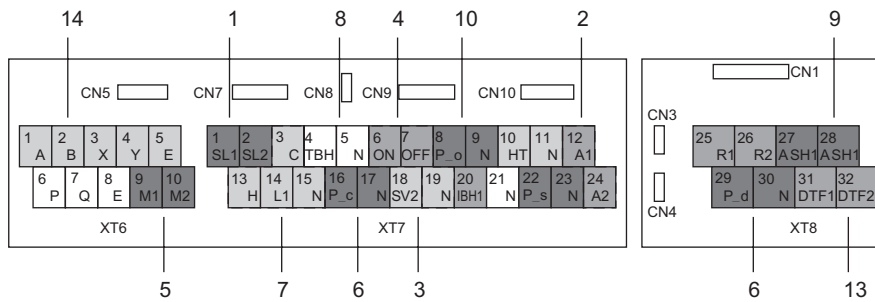 14 1 8 4 10 2 9
CN5 CN7 CN8 CN9 CN10 CN1
CN3
1 2 3 4 5 1 2 3 4 5 6 7 8 9 10 11 12 25 26 27 28
A B X Y E SL1 SL2 C TBH N ON OFF P_o N HT N A1 R1 R2 ASH1 ASH1
6 7 8 9 10 13 14 15 16 17 18 19 20 21 22 23 24 29 30 31 32
P Q E M1 M2 H L1 N P_c N SV2 N IBH1 N P_s N A2 P_d N DTF1 DTF2
CN4
XT6 XT7 XT8
5 7 6 3 6 13